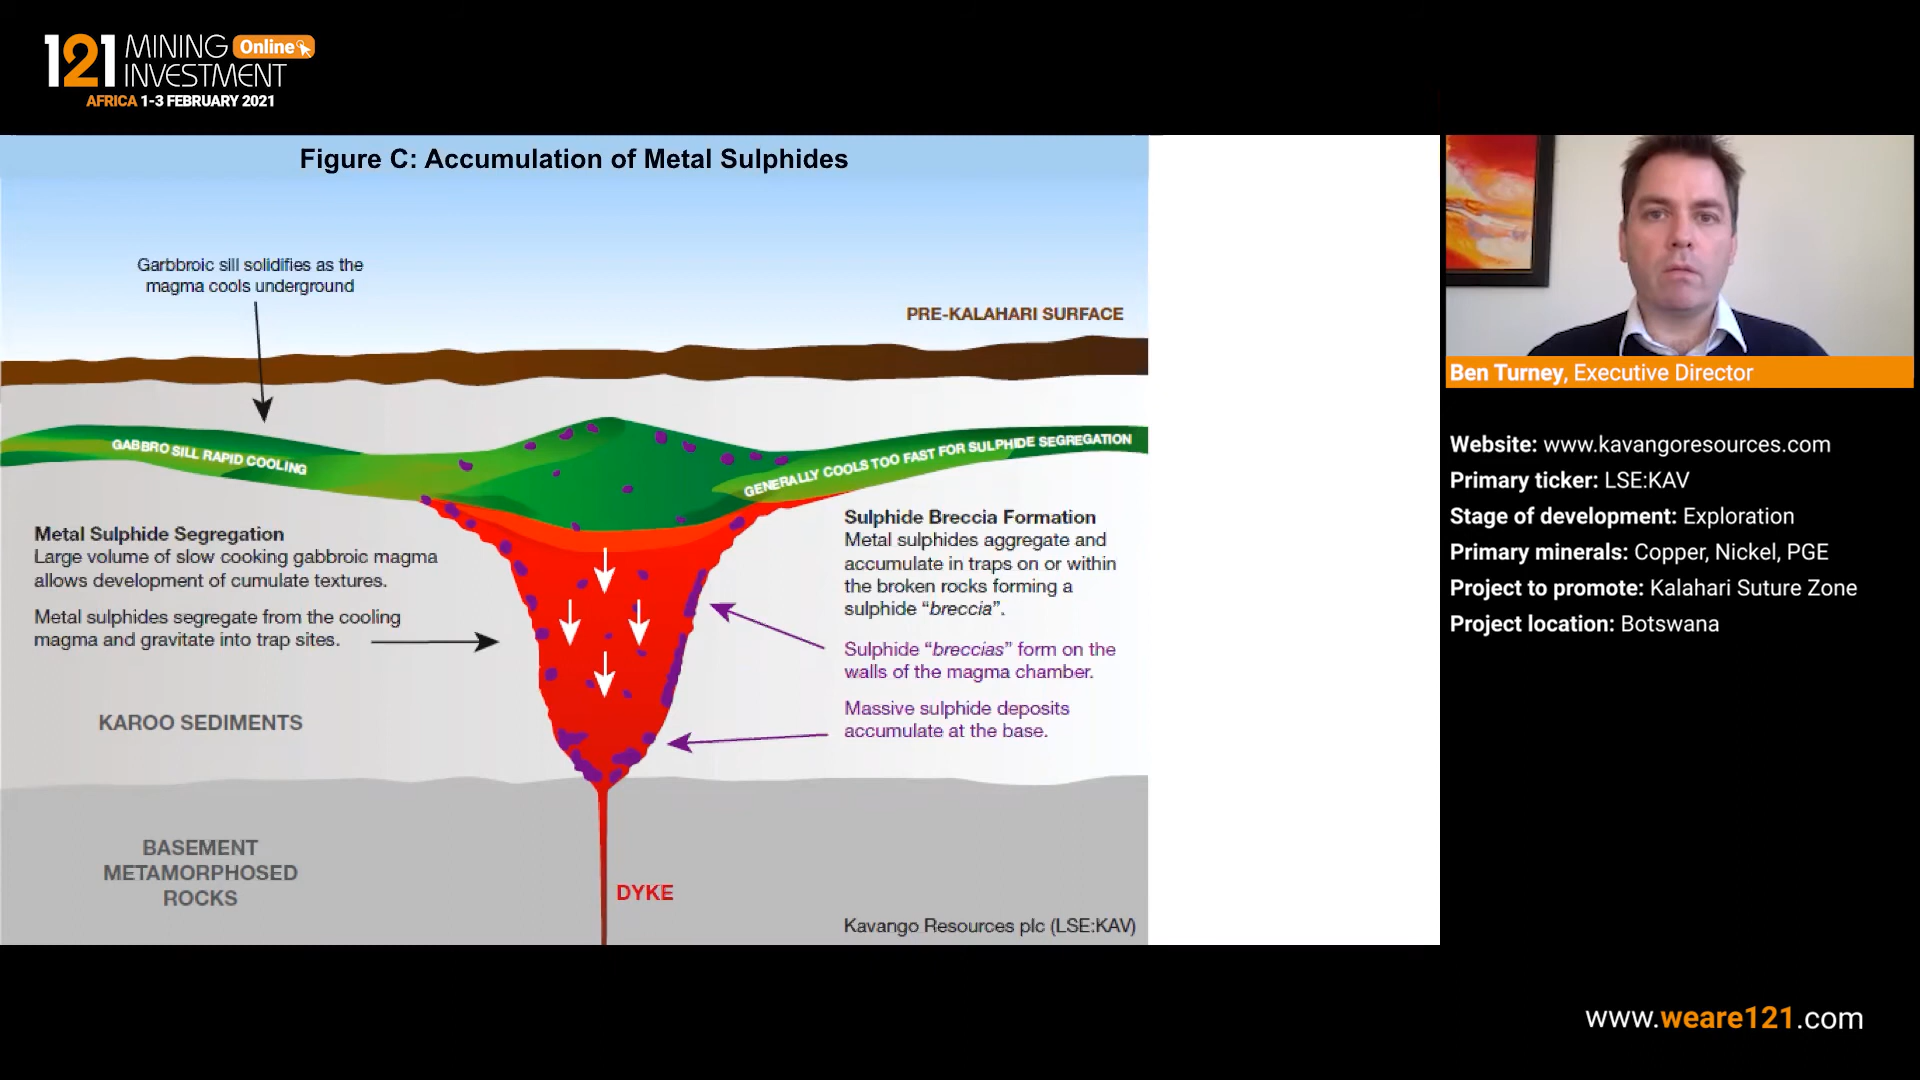 121 MINING Online
INVESTMENT
AFRICA 1-3 FEBRUARY 2021
Figure C: Accumulation of Metal Sulphides
Garbbroic sill solidifies as the
magma cools underground
PRE-KALAHARI SURFACE
GABBRO SILL RAPID COOLING
GENERALLY COOLS TOO FAST FOR SULPHIDE SEGREGATION
Metal Sulphide Segregation
Large volume of slow cooking gabbroic magma
allows development of cumulate textures.
Metal sulphides segregate from the cooling
magma and gravitate into trap sites.
Sulphide Breccia Formation
Metal sulphides aggregate and
accumulate in traps on or within
the broken rocks forming a
sulphide “breccia”.
Sulphide “breccias” form on the
walls of the magma chamber.
Massive sulphide deposits
accumulate at the base.
KAROO SEDIMENTS
BASEMENT
METAMORPHOSED
ROCKS
DYKE
Kavango Resources plc (LSE:KAV)
Ben Turney, Executive Director
Website: www.kavangoresources.com
Primary ticker: LSE:KAV
Stage of development: Exploration
Primary minerals: Copper, Nickel, PGE
Project to promote: Kalahari Suture Zone
Project location: Botswana
www.weare121.com